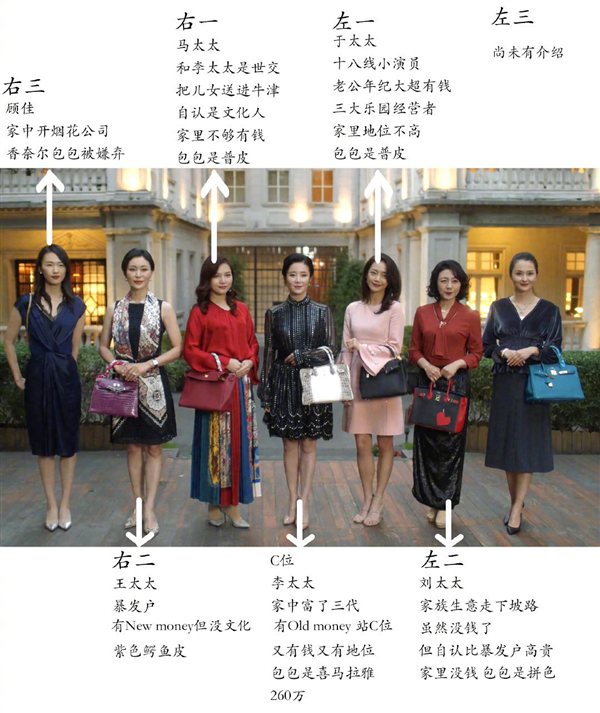 右三
顾佳
家中开烟花公司
香奈尔包包被嫌弃
右一
马太太
和李太太是世交
把儿女送进牛津
自认是文化人
家里不够有钱
包包是普皮
左一
于太太
十八线小演员
老公年纪大超有钱
三大乐园经营者
家里地位不高
包包是普皮
左三
尚未有介绍
右二
王太太
暴发户
有New money但没文化
紫色鳄鱼皮
C位
李太太
家中富了三代
有Old money 站C位
又有钱又有地位
包包是喜马拉雅
260万
左二
刘太太
家族生意走下坡路
虽然没钱了
但自认比暴发户高贵
家里没钱 包包是拼色